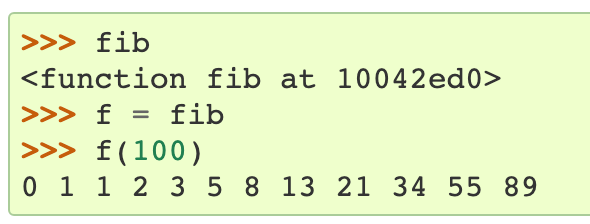 >>> fib
<function fib at 10042ed0>
>>> f = fib
>>> f(100)
0 1 1 2 3 5 8 13 21 34 55 89